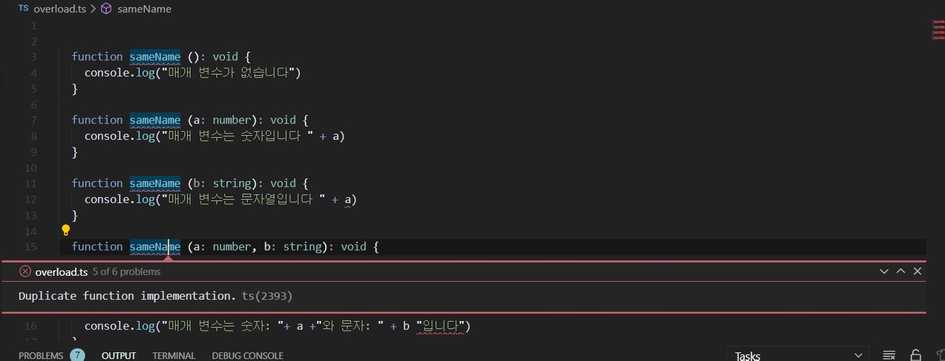 TS overload.ts > sameName
1
2
3 function sameName (): void {
4 console.log("매개 변수가 없습니다")
5 }
6
7 function sameName (a: number): void {
8 console.log("매개 변수는 숫자입니다 " + a)
9 }
10
11 function sameName (b: string): void {
12 console.log("매개 변수는 문자열입니다 " + a)
13 }
14
15 function sameName (a: number, b: string): void {
overload.ts 5 of 6 problems
Duplicate function implementation. ts(2393)
16 console.log("매개 변수는 숫자: "+ a +"와 문자: " + b "입니다")
PROBLEMS 7 OUTPUT TERMINAL DEBUG CONSOLE Tasks